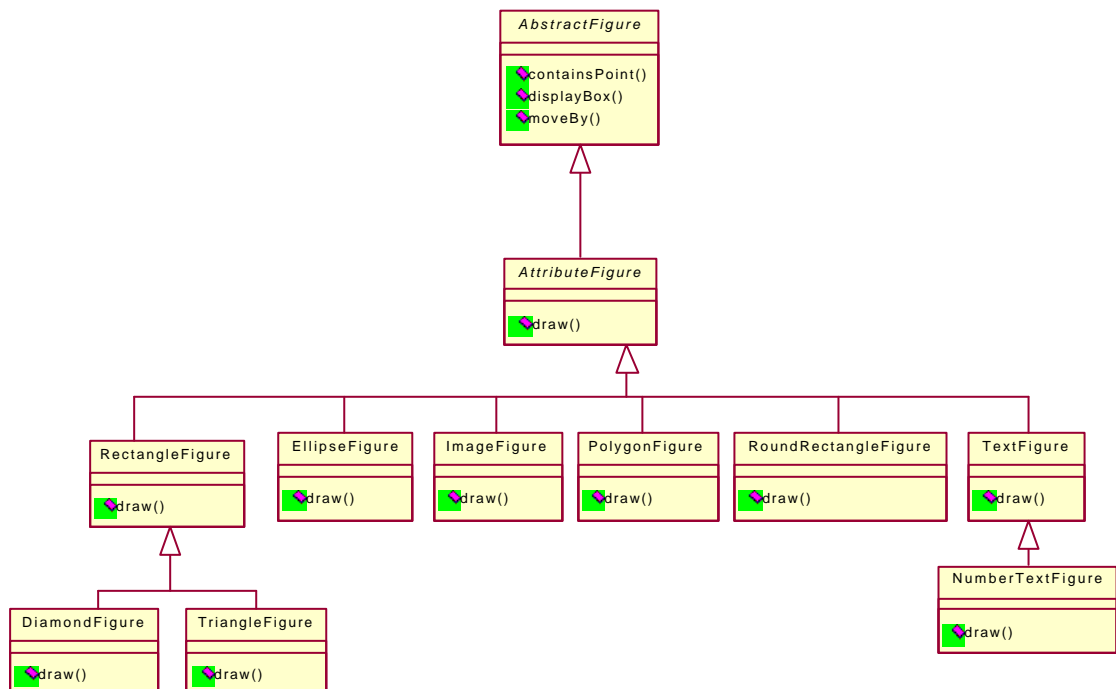 AbstractFigure
containsPoint()
displayBox()
moveBy()
AttributeFigure
draw()
RectangleFigure
draw()
EllipseFigure
draw()
ImageFigure
draw()
PolygonFigure
draw()
RoundRectangleFigure
draw()
TextFigure
draw()
DiamondFigure
draw()
TriangleFigure
draw()
NumberTextFigure
draw()